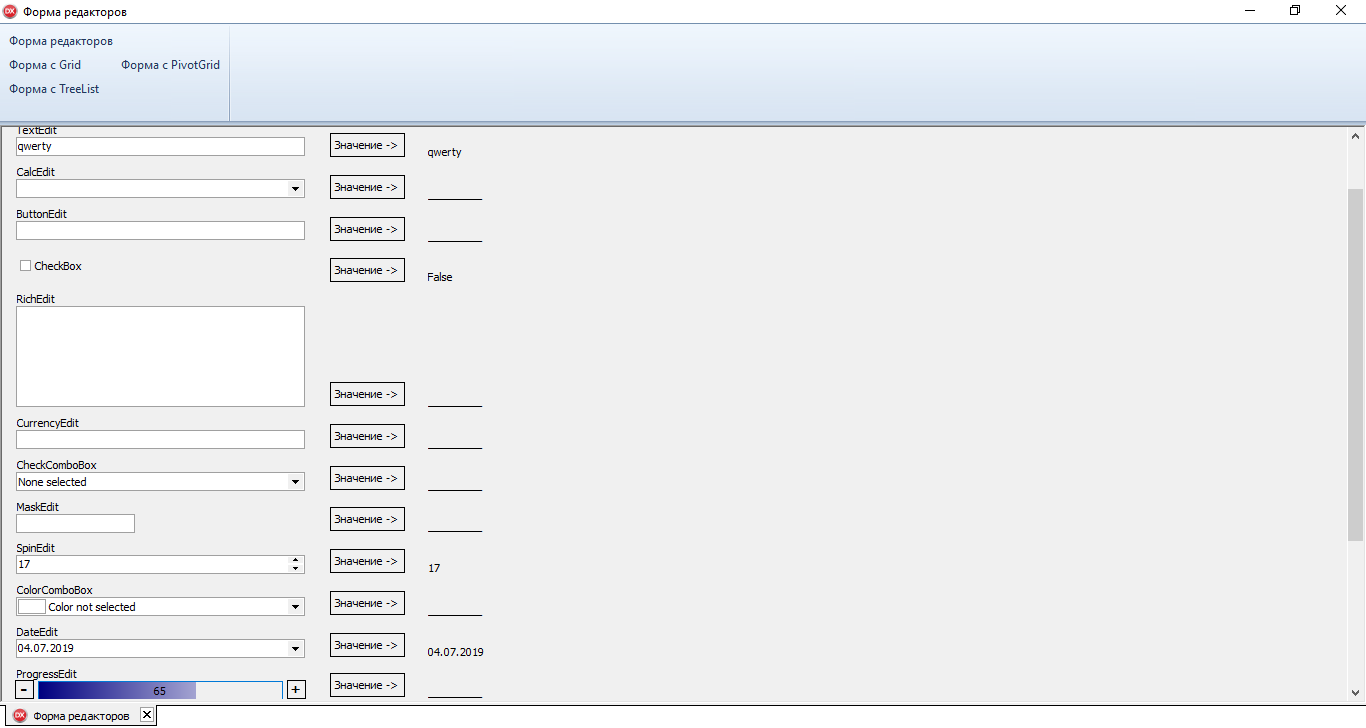 DX Форма редакторов
Форма редакторов
Форма с Grid Форма с PivotGrid
Форма с TreeList
TextEdit
qwerty Значение -> qwerty
CalcEdit
Значение ->
ButtonEdit
Значение ->
CheckBox Значение -> False
RichEdit
Значение ->
CurrencyEdit
Значение ->
CheckComboBox
None selected Значение ->
MaskEdit
Значение ->
SpinEdit
17 Значение -> 17
ColorComboBox
Color not selected Значение ->
DateEdit
04.07.2019 Значение -> 04.07.2019
ProgressEdit
- 65 + Значение ->
DX Форма редакторов